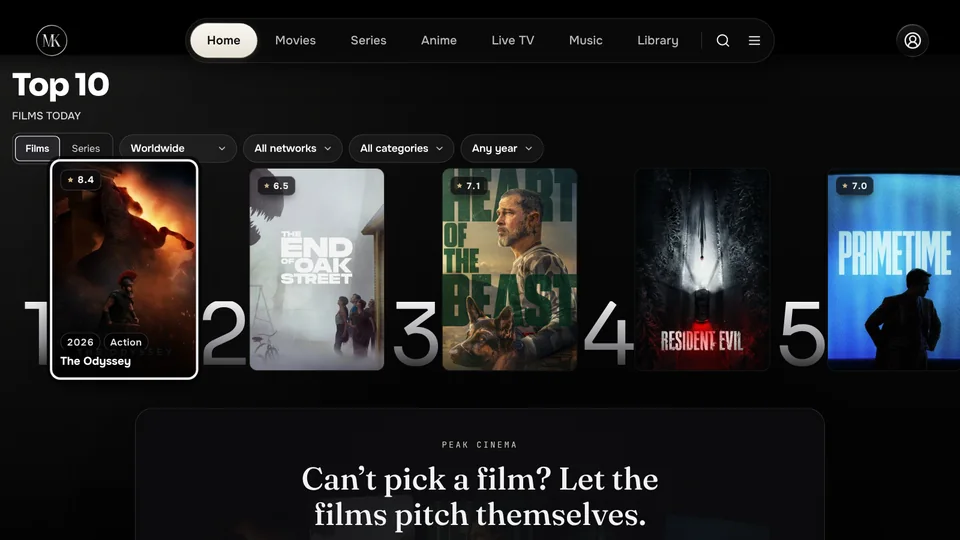 MK
Home Movies Series Anime Live TV Music Library
Top 10
FILMS TODAY
Films Series Worldwide All networks All categories Any year
★ 8.4
★ 6.5
★ 7.1
★ 7.0
THE
END
OF OAK
STREET
HEART
OF
THE
BEAST
RESIDENT EVIL
PRIMETIME
1 2 3 4 5
2026 Action
The Odyssey
PEAK CINEMA
Can’t pick a film? Let the
films pitch themselves.